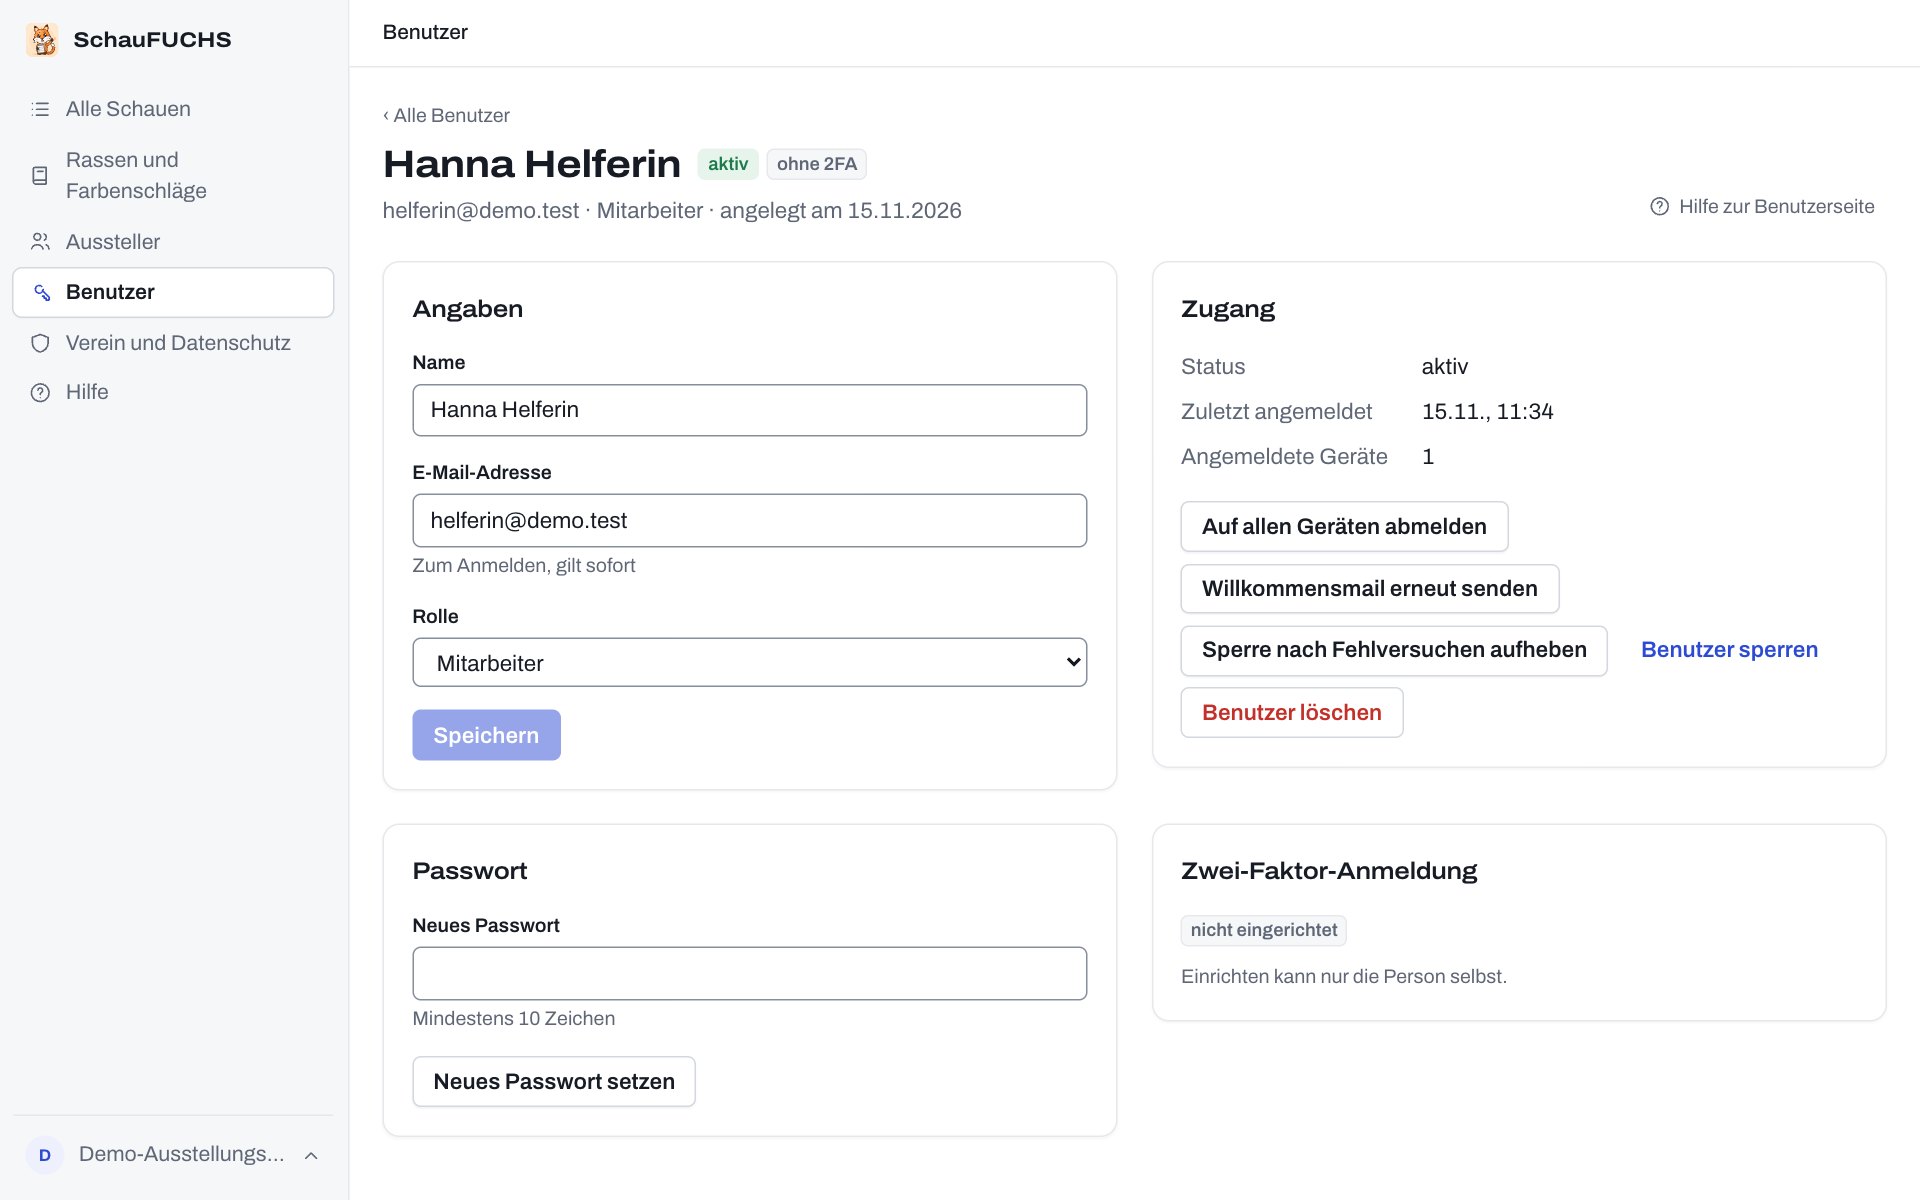 SchauFUCHS
Alle Schauen
Rassen und
Farbenschläge
Aussteller
Benutzer
Verein und Datenschutz
Hilfe
D Demo-Ausstellungs...
Benutzer
‹ Alle Benutzer
Hanna Helferin aktiv ohne 2FA
helferin@demo.test · Mitarbeiter · angelegt am 15.11.2026
Hilfe zur Benutzerseite
Angaben
Name
Hanna Helferin
E-Mail-Adresse
helferin@demo.test
Zum Anmelden, gilt sofort
Rolle
Mitarbeiter
Speichern
Zugang
Status aktiv
Zuletzt angemeldet 15.11., 11:34
Angemeldete Geräte 1
Auf allen Geräten abmelden
Willkommensmail erneut senden
Sperre nach Fehlversuchen aufheben Benutzer sperren
Benutzer löschen
Passwort
Neues Passwort
Mindestens 10 Zeichen
Neues Passwort setzen
Zwei-Faktor-Anmeldung
nicht eingerichtet
Einrichten kann nur die Person selbst.